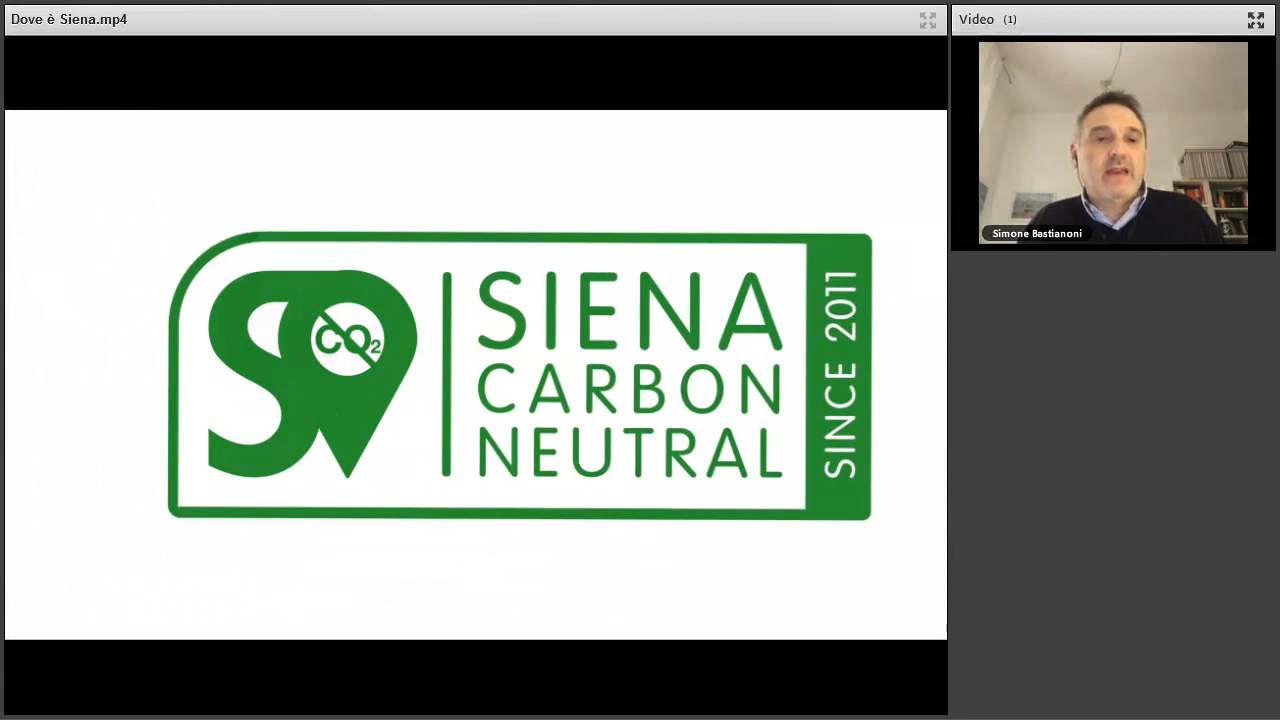 Dove è Siena.mp4
Video (1)
Simone Bastianoni
CO2
SIENA
CARBON
NEUTRAL
SINCE 2011